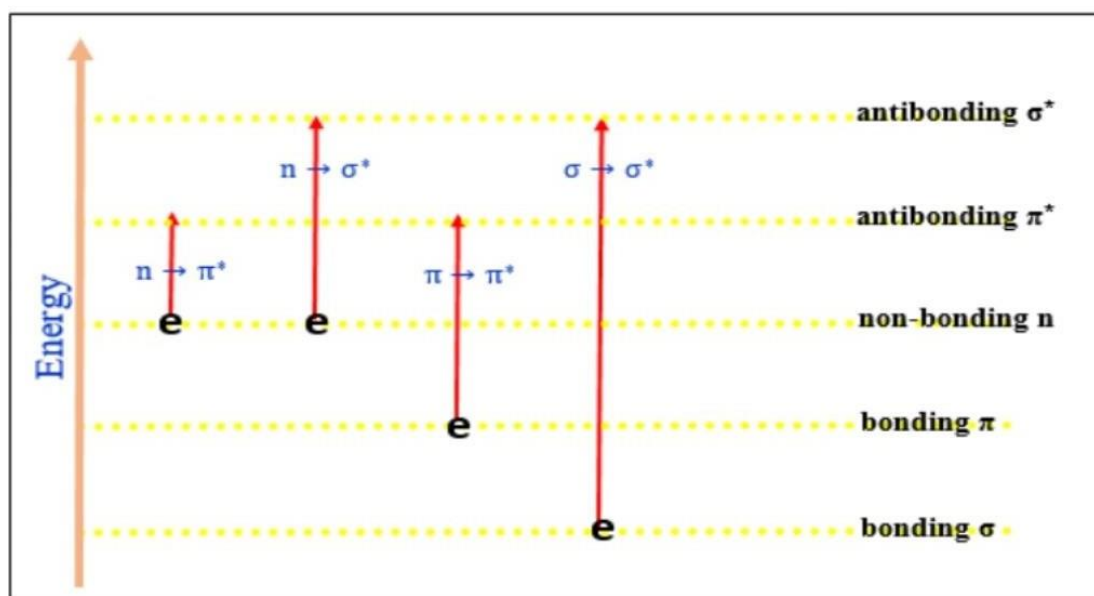 antibonding σ*
n → σ*
σ → σ*
antibonding π*
n → π*
π → π*
Energy
e
e
non-bonding n
e
bonding π
e
bonding σ